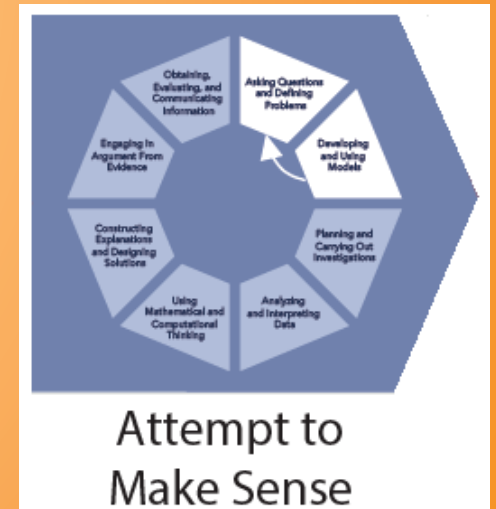 Asking Questions
and Defining
Problems
Developing
and Using
Models
Planning and
Carrying Out
Investigations
Analyzing
and Interpreting
Data
Using
Mathematical and
Computational
Thinking
Constructing
Explanations
and Designing
Solutions
Engaging In
Argument From
Evidence
Obtaining,
Evaluating, and
Communicating
Information
Attempt to
Make Sense